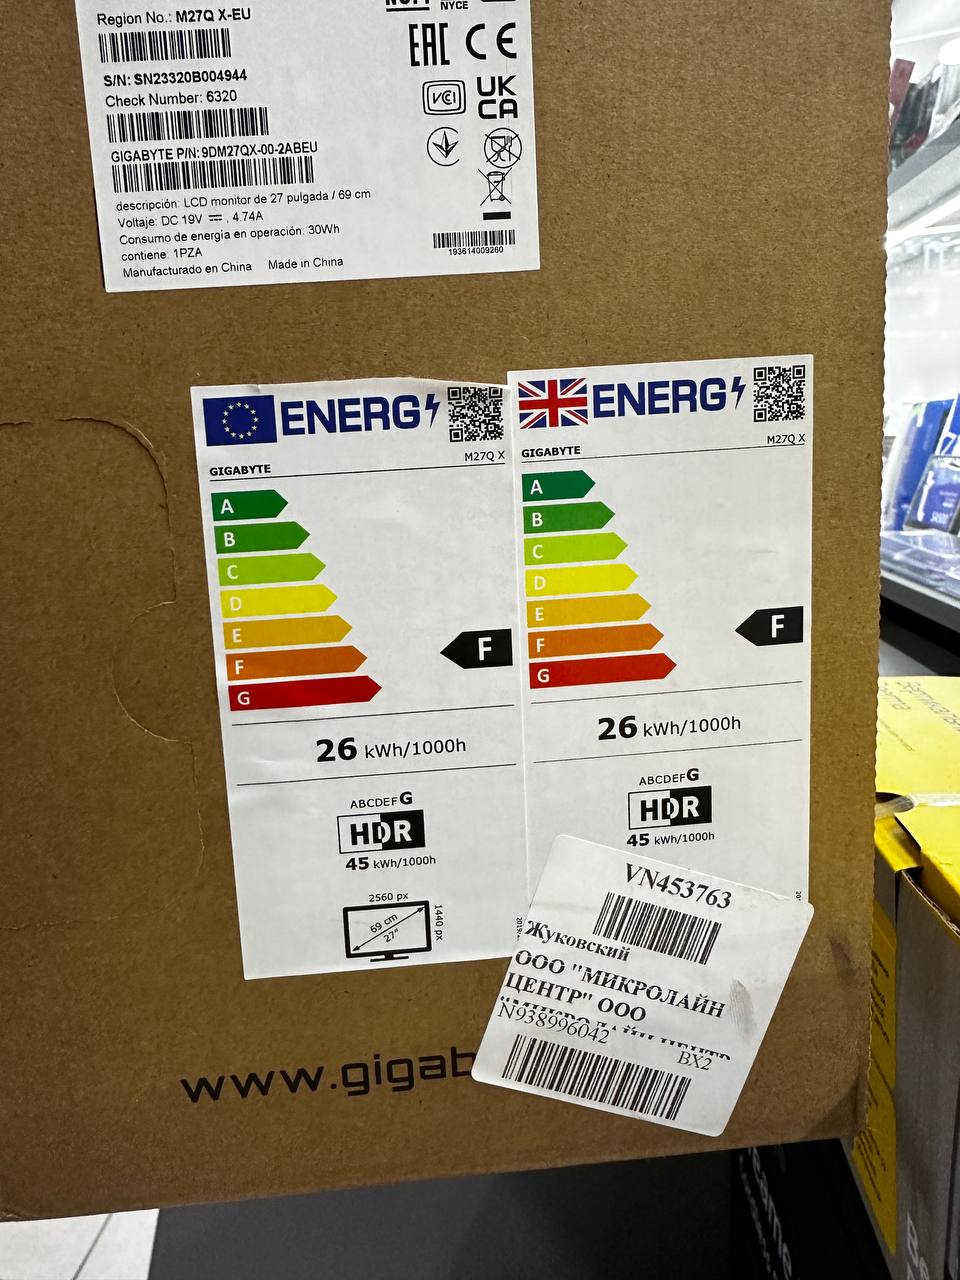 NYCE
Region No.: M27Q X-EU
S/N: SN23320B004944
Check Number: 6320
GIGABYTE P/N: 9DM27QX-00-2ABEU
descripción: LCD monitor de 27 pulgada / 69 cm
Voltaje: DC 19V ⎓ , 4.74A
Consumo de energía en operación: 30Wh
contiene: 1PZA
Manufacturado en China Made in China
EAC CE
VCCI
UK
CA
193614009260
ENERG
GIGABYTE
M27Q X
A
B
C
D
E
F
G
F
26 kWh/1000h
ABCDEFG
HDR
45 kWh/1000h
2560 px
1440 px
69 cm
27"
ENERG
GIGABYTE
M27Q X
A
B
C
D
E
F
G
F
26 kWh/1000h
ABCDEFG
HDR
45 kWh/1000h
VN453763
Жуковский
ООО "МИКРОЛАЙН
ЦЕНТР" ООО
N938996042
BX2
www.gigab